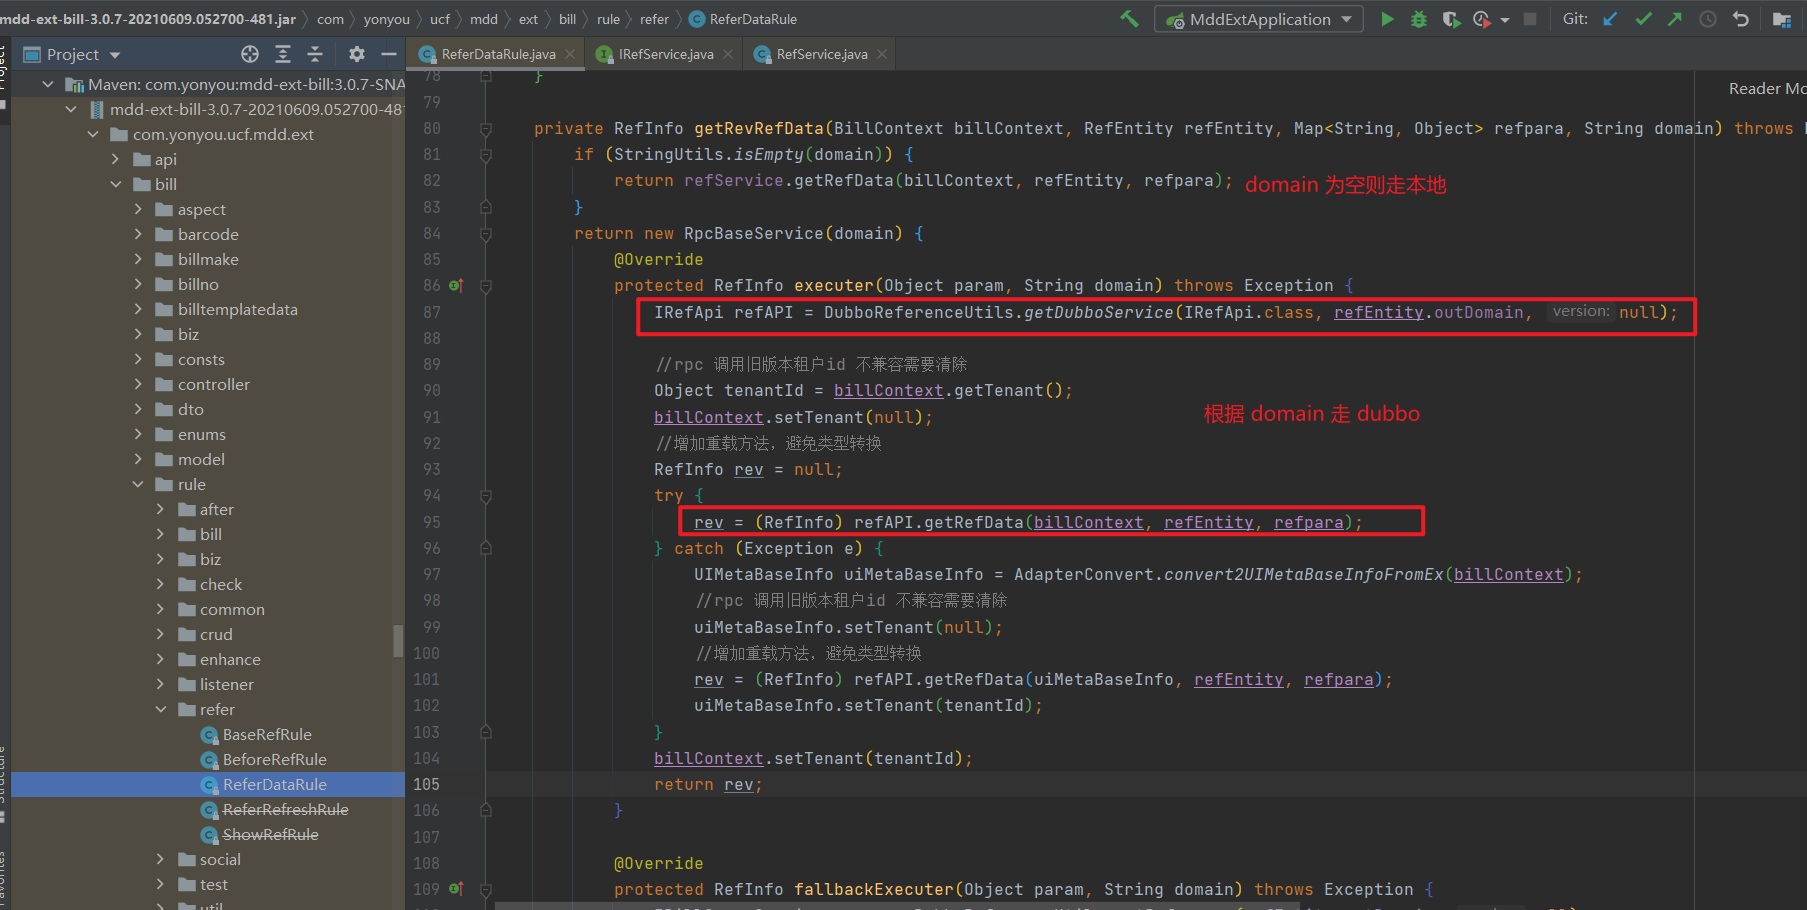 mdd-ext-bill-3.0.7-20210609.052700-481.jar com yonyou ucf mdd ext bill rule refer ReferDataRule MddExtApplication Git:
Project ReferDataRule.java IRefService.java RefService.java
Maven: com.yonyou:mdd-ext-bill:3.0.7-SNA
mdd-ext-bill-3.0.7-20210609.052700-481
com.yonyou.ucf.mdd.ext
api
bill
aspect
barcode
billmake
billno
billtemplatedata
biz
consts
controller
dto
enums
model
rule
after
bill
biz
check
common
crud
enhance
listener
refer
BaseRefRule
BeforeRefRule
ReferDataRule
ReferRefreshRule
ShowRefRule
social
test
util
Structure
Favorites
Reader Mo
78 }
79
80 private RefInfo getRevRefData(BillContext billContext, RefEntity refEntity, Map<String, Object> refpara, String domain) throws
81 if (StringUtils.isEmpty(domain)) {
82 return refService.getRefData(billContext, refEntity, refpara); domain 为空则走本地
83 }
84 return new RpcBaseService(domain) {
85 @Override
86 protected RefInfo executer(Object param, String domain) throws Exception {
87 IRefApi refAPI = DubboReferenceUtils.getDubboService(IRefApi.class, refEntity.outDomain, version: null);
88
89 //rpc 调用旧版本租户id 不兼容需要清除
90 Object tenantId = billContext.getTenant();
91 billContext.setTenant(null);
根据 domain 走 dubbo
92 //增加重载方法，避免类型转换
93 RefInfo rev = null;
94 try {
95 rev = (RefInfo) refAPI.getRefData(billContext, refEntity, refpara);
96 } catch (Exception e) {
97 UIMetaBaseInfo uiMetaBaseInfo = AdapterConvert.convert2UIMetaBaseInfoFromEx(billContext);
98 //rpc 调用旧版本租户id 不兼容需要清除
99 uiMetaBaseInfo.setTenant(null);
100 //增加重载方法，避免类型转换
101 rev = (RefInfo) refAPI.getRefData(uiMetaBaseInfo, refEntity, refpara);
102 uiMetaBaseInfo.setTenant(tenantId);
103 }
104 billContext.setTenant(tenantId);
105 return rev;
106 }
107
108 @Override
109 protected RefInfo fallbackExecuter(Object param, String domain) throws Exception {